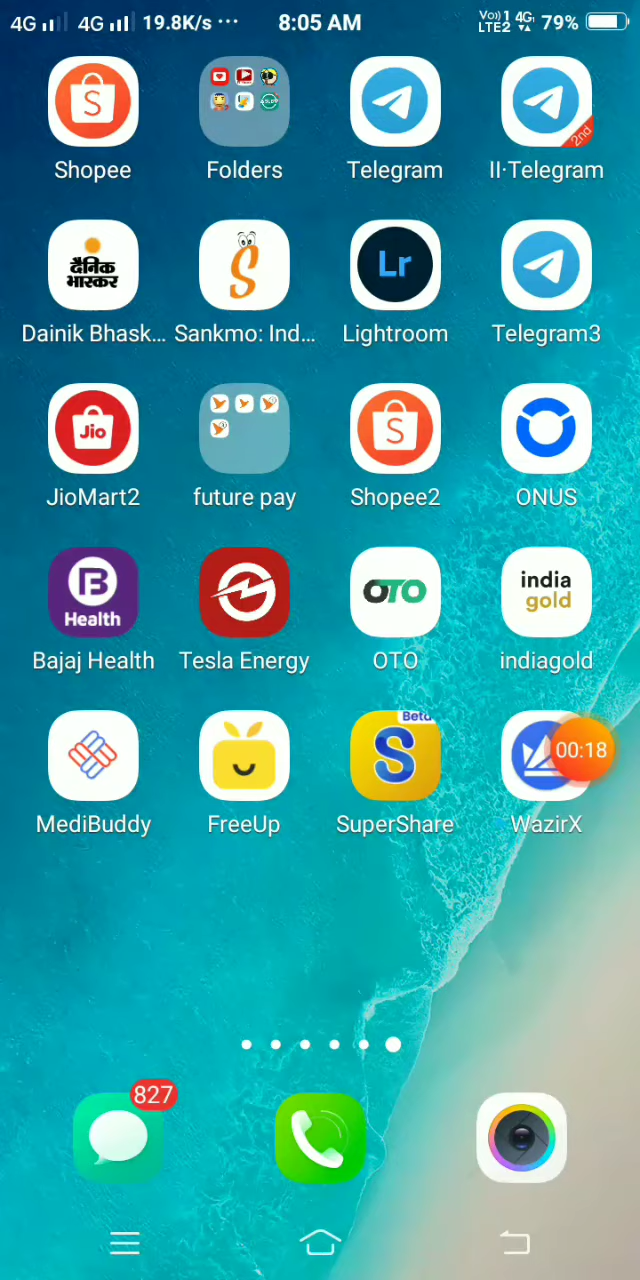 4G 4G 19.8K/s ··· 8:05 AM Vo))1 4G LTE2 79%
Shopee Folders Telegram II·Telegram
2nd
दैनिक
भास्कर
Lr
Dainik Bhask... Sankmo: Ind... Lightroom Telegram3
Jio
JioMart2 future pay Shopee2 ONUS
Health
OTO
india
gold
Bajaj Health Tesla Energy OTO indiagold
Beta
00:18
MediBuddy FreeUp SuperShare WazirX
827